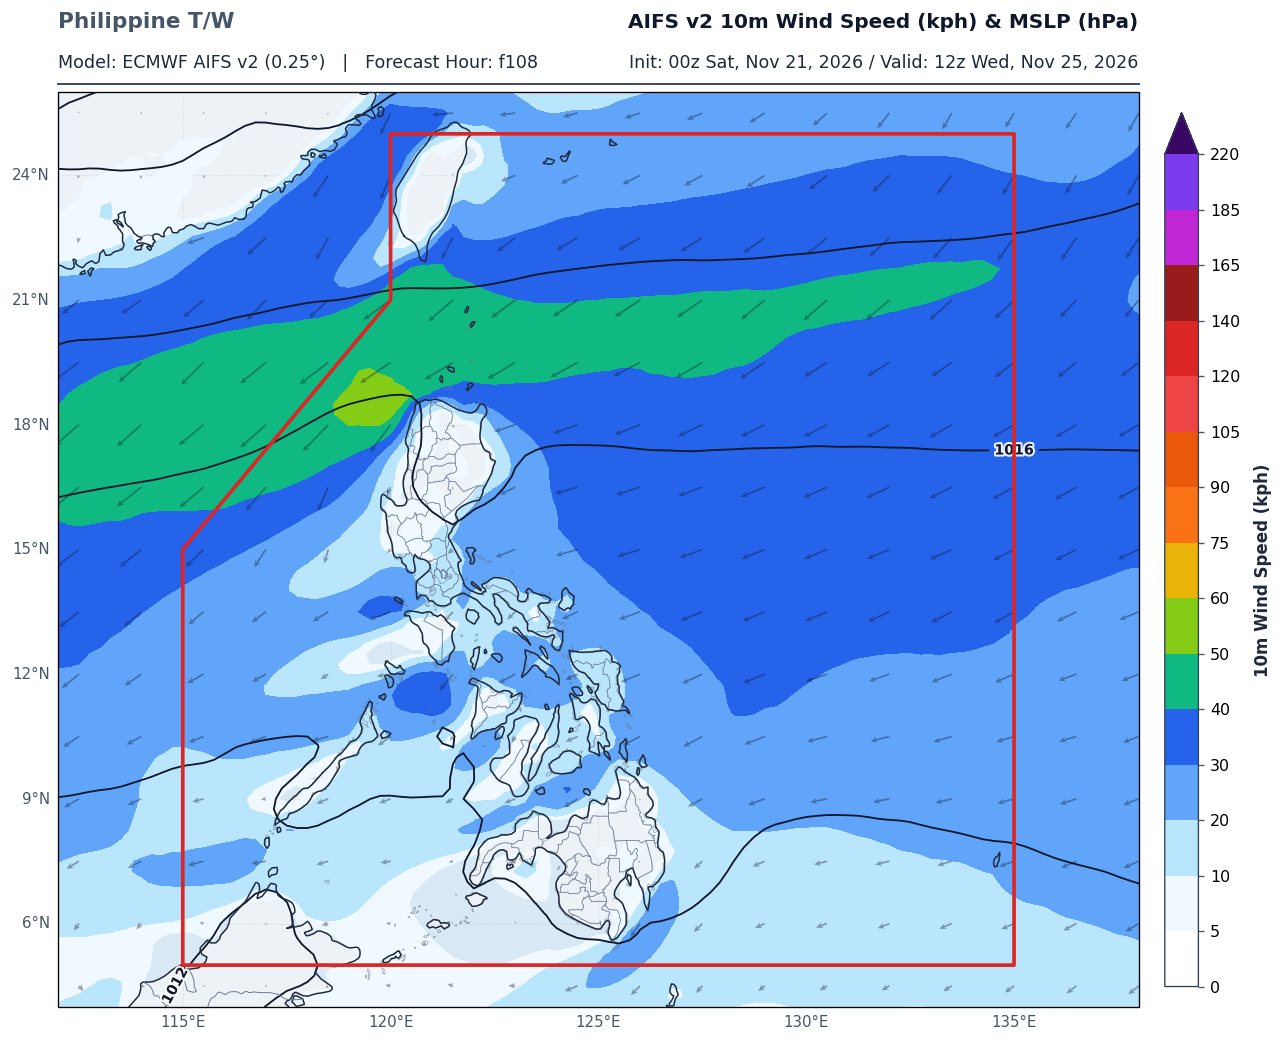 Philippine T/W
AIFS v2 10m Wind Speed (kph) & MSLP (hPa)
Model: ECMWF AIFS v2 (0.25°) | Forecast Hour: f108
Init: 00z Sat, Nov 21, 2026 / Valid: 12z Wed, Nov 25, 2026
24°N
21°N
18°N
15°N
12°N
9°N
6°N
1016
1012
115°E
120°E
125°E
130°E
135°E
220
185
165
140
120
105
90
75
60
50
40
30
20
10
5
0
10m Wind Speed (kph)